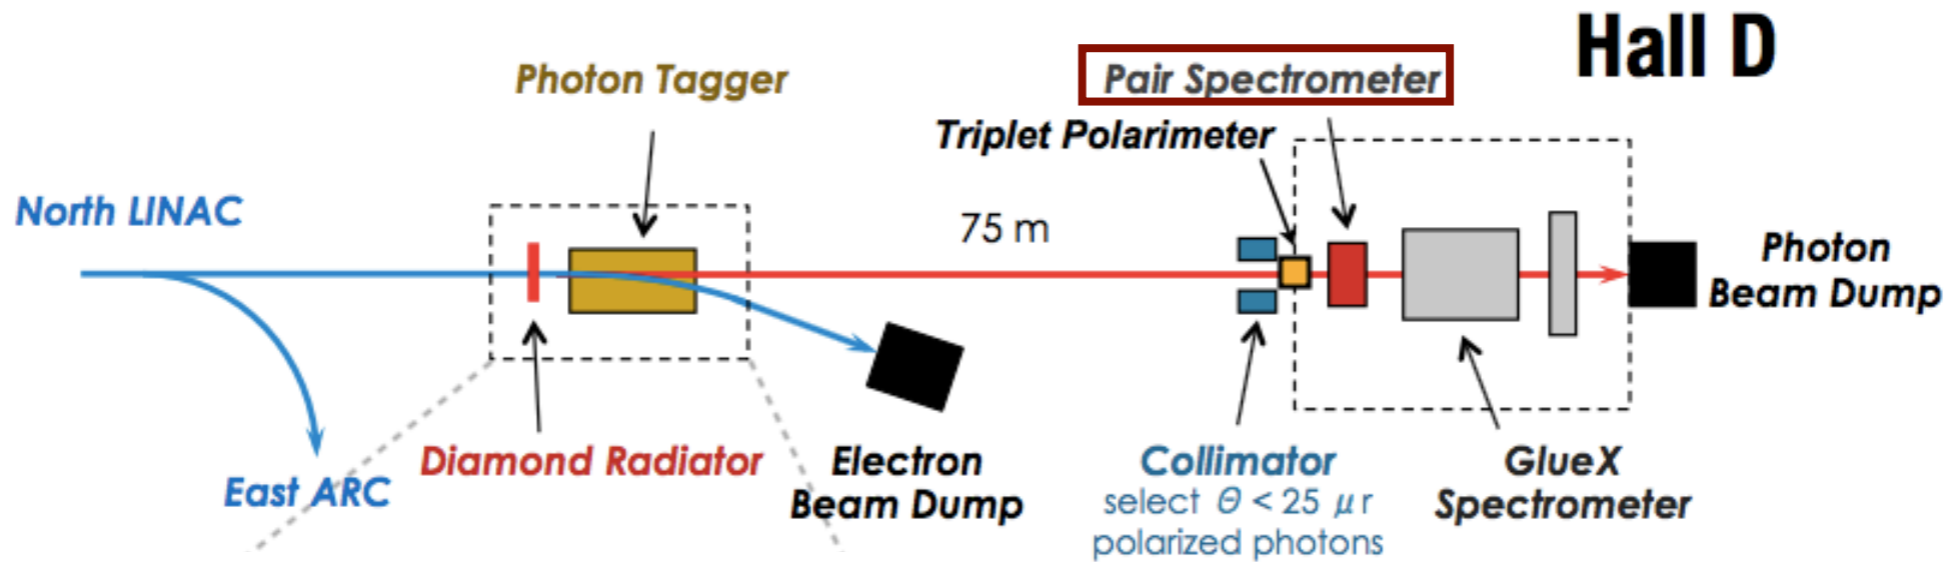 Hall D
Photon Tagger
Pair Spectrometer
Triplet Polarimeter
North LINAC
75 m
Photon
Beam Dump
Diamond Radiator
East ARC
Electron
Beam Dump
Collimator
select θ < 25 μ r
polarized photons
GlueX
Spectrometer